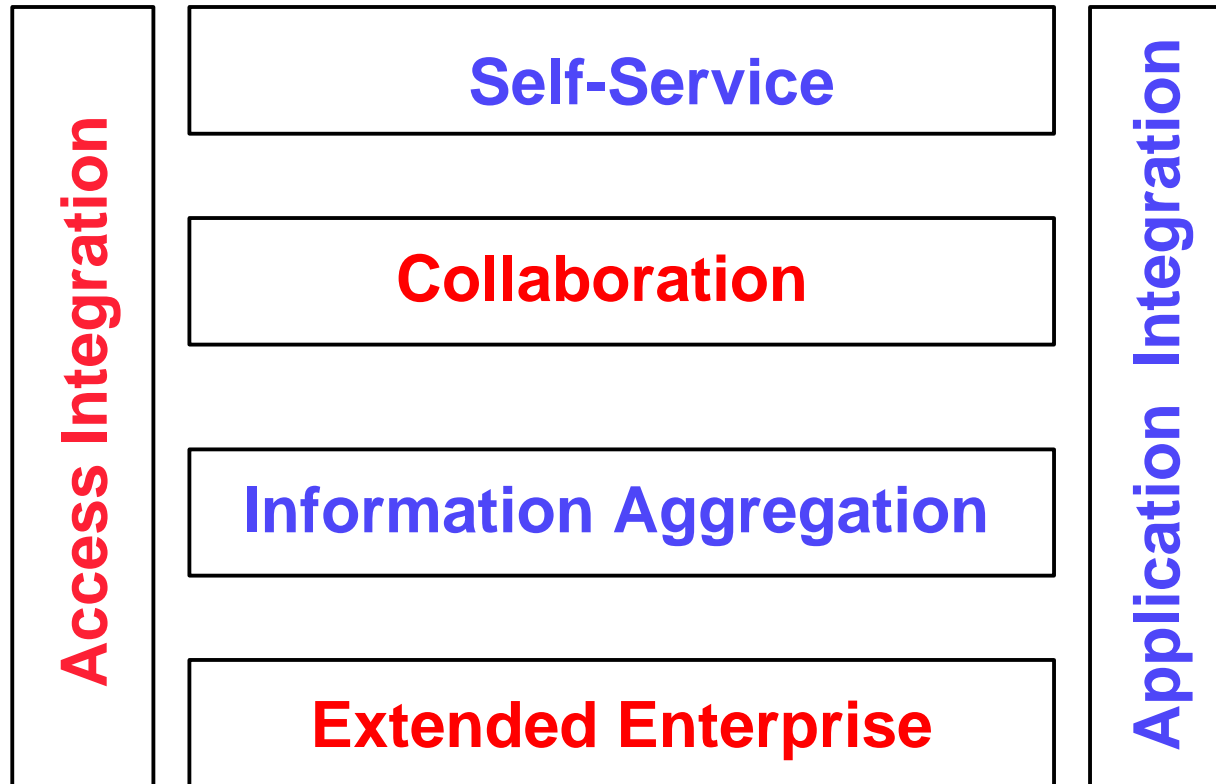 Access Integration
Self-Service
Collaboration
Information Aggregation
Extended Enterprise
Application Integration